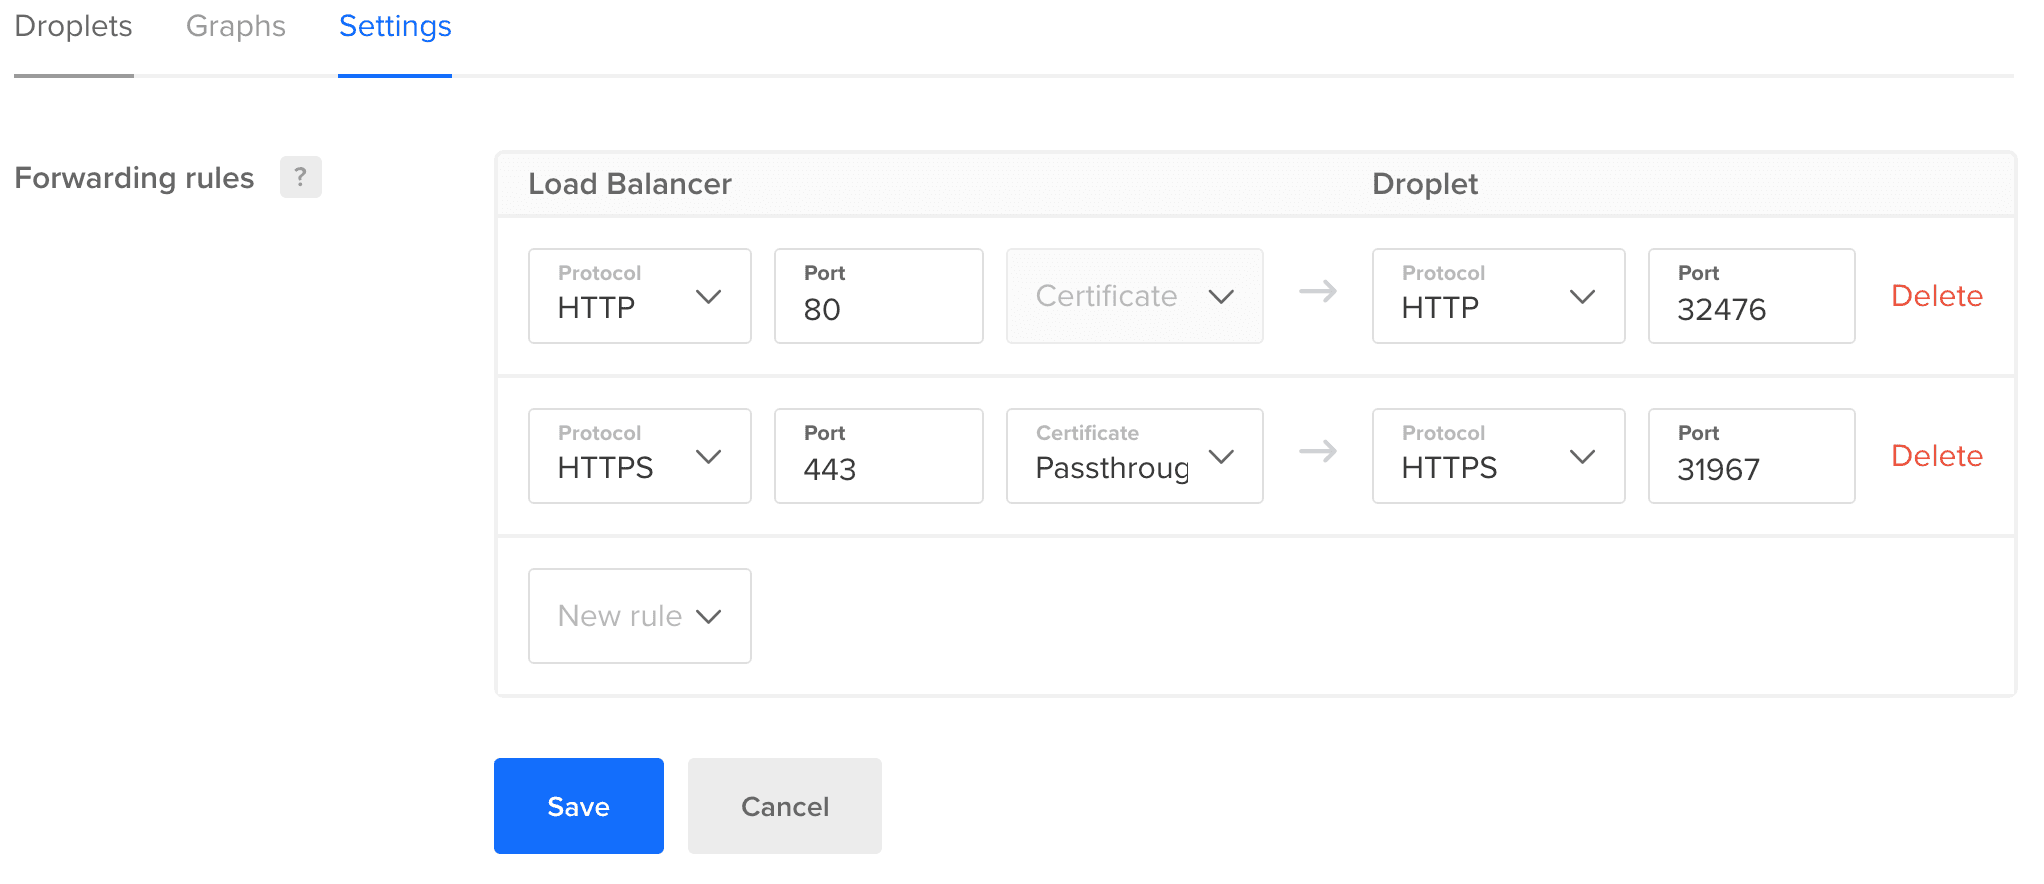 Droplets Graphs Settings
Forwarding rules ?
Load Balancer Droplet
Protocol Port Protocol Port
HTTP 80 Certificate → HTTP 32476 Delete
Protocol Port Certificate Protocol Port
HTTPS 443 Passthroug → HTTPS 31967 Delete
New rule
Save Cancel